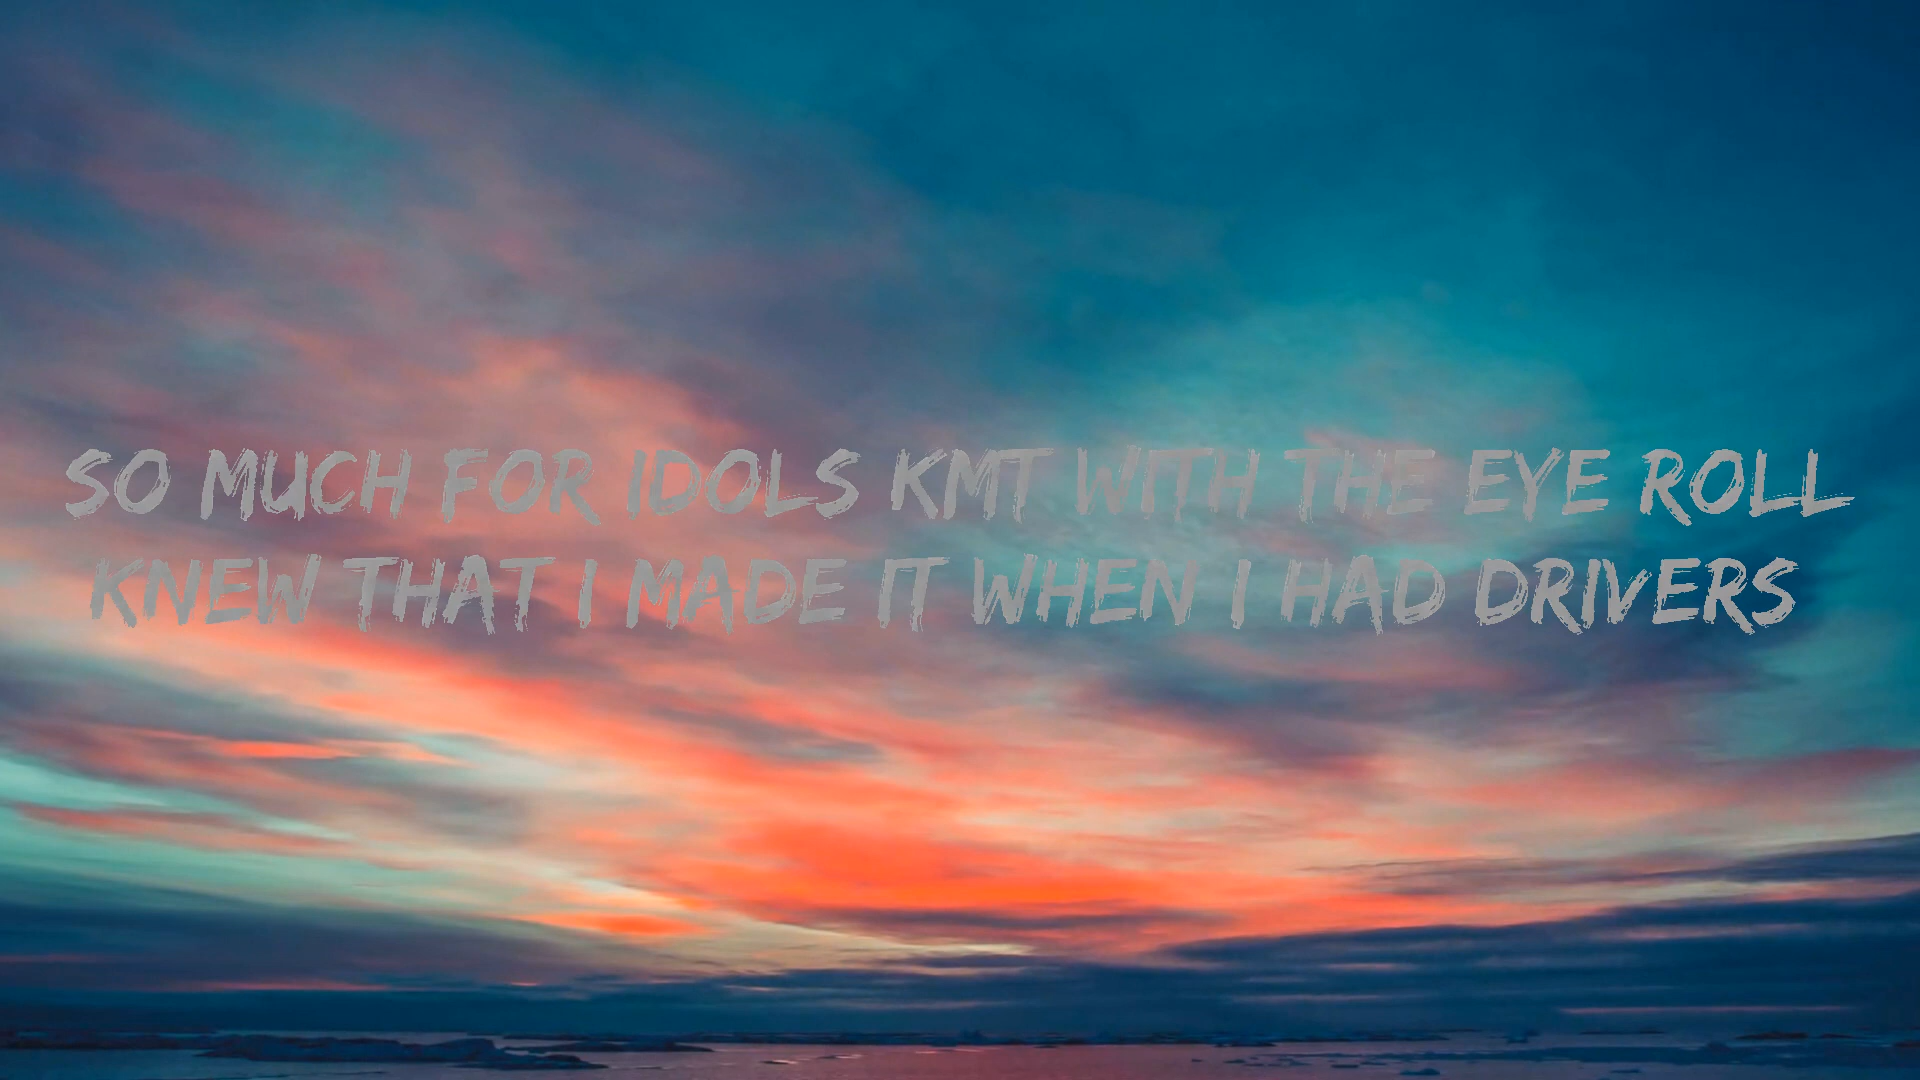 SO MUCH FOR IDOLS KMT WITH THE EYE ROLL
KNEW THAT I MADE IT WHEN I HAD DRIVERS